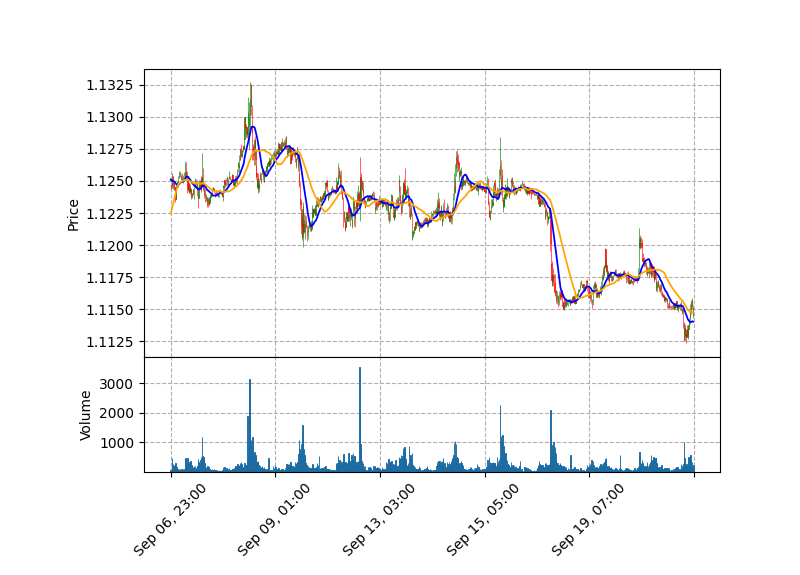 1.1325
1.1300
1.1275
1.1250
1.1225
1.1200
1.1175
1.1150
1.1125
Price
3000
2000
1000
Volume
Sep 06, 23:00
Sep 09, 01:00
Sep 13, 03:00
Sep 15, 05:00
Sep 19, 07:00